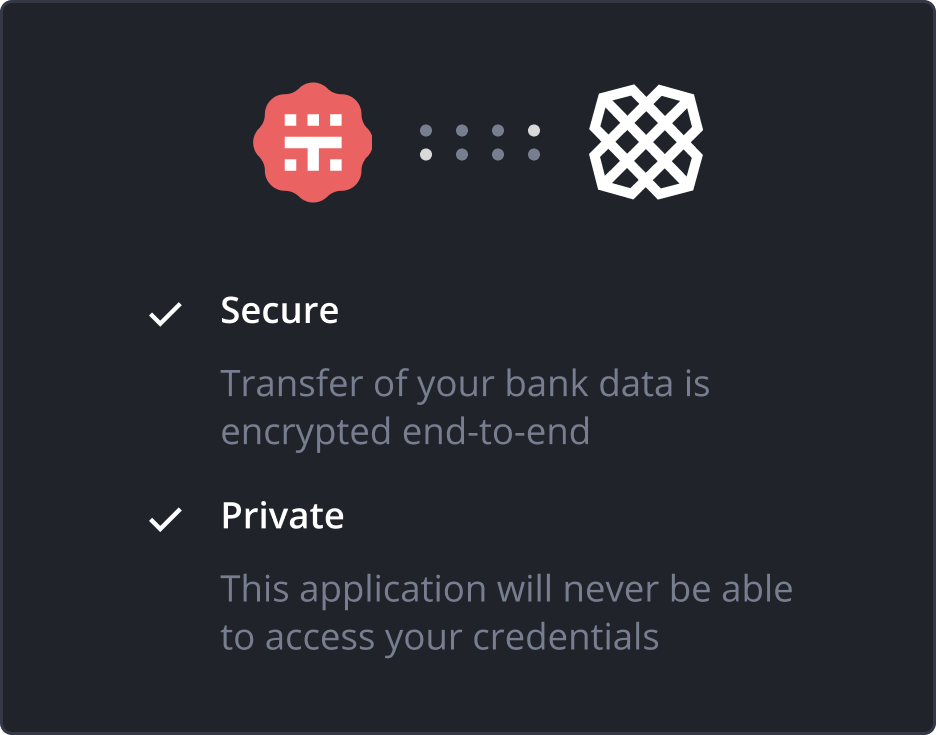 Secure
Transfer of your bank data is
encrypted end-to-end
Private
This application will never be able
to access your credentials